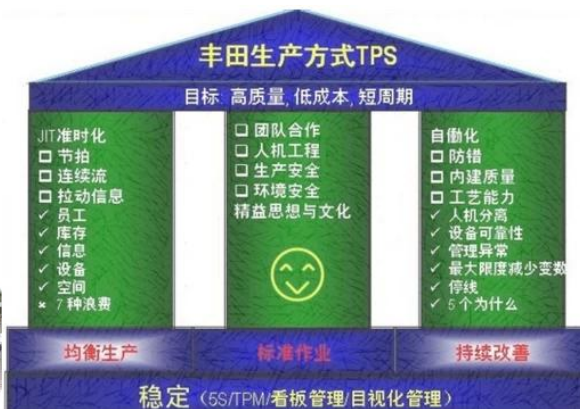 丰田生产方式TPS
目标: 高质量, 低成本, 短周期
JIT准时化
□ 节拍
□ 连续流
□ 拉动信息
✓ 员工
✓ 库存
✓ 信息
✓ 设备
✓ 空间
× 7种浪费
□ 团队合作
□ 人机工程
□ 生产安全
□ 环境安全
精益思想与文化
自働化
□ 防错
□ 内建质量
□ 工艺能力
✓ 人机分离
✓ 设备可靠性
✓ 管理异常
✓ 最大限度减少变数
✓ 停线
✓ 5个为什么
均衡生产
标准作业
持续改善
稳定（5S/TPM/看板管理/目视化管理）